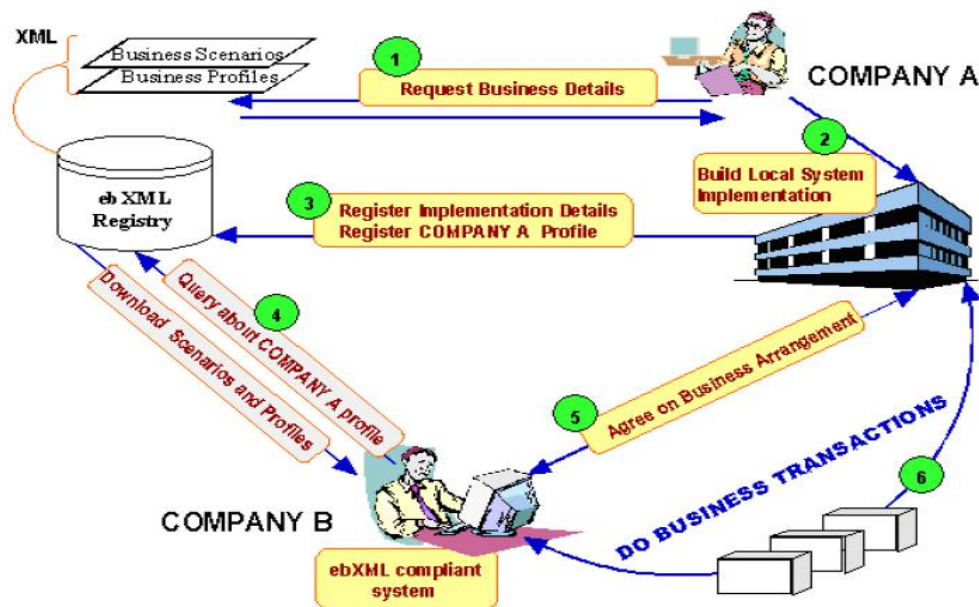 XML
Business Scenarios
Business Profiles
1
Request Business Details
COMPANY A
2
Build Local System
Implementation
eb XML
Registry
3
Register Implementation Details
Register COMPANY A Profile
4
Query about COMPANY A profile
Download Scenarios and Profiles
5
Agree on Business Arrangement
DO BUSINESS TRANSACTIONS
6
COMPANY B
ebXML compliant
system